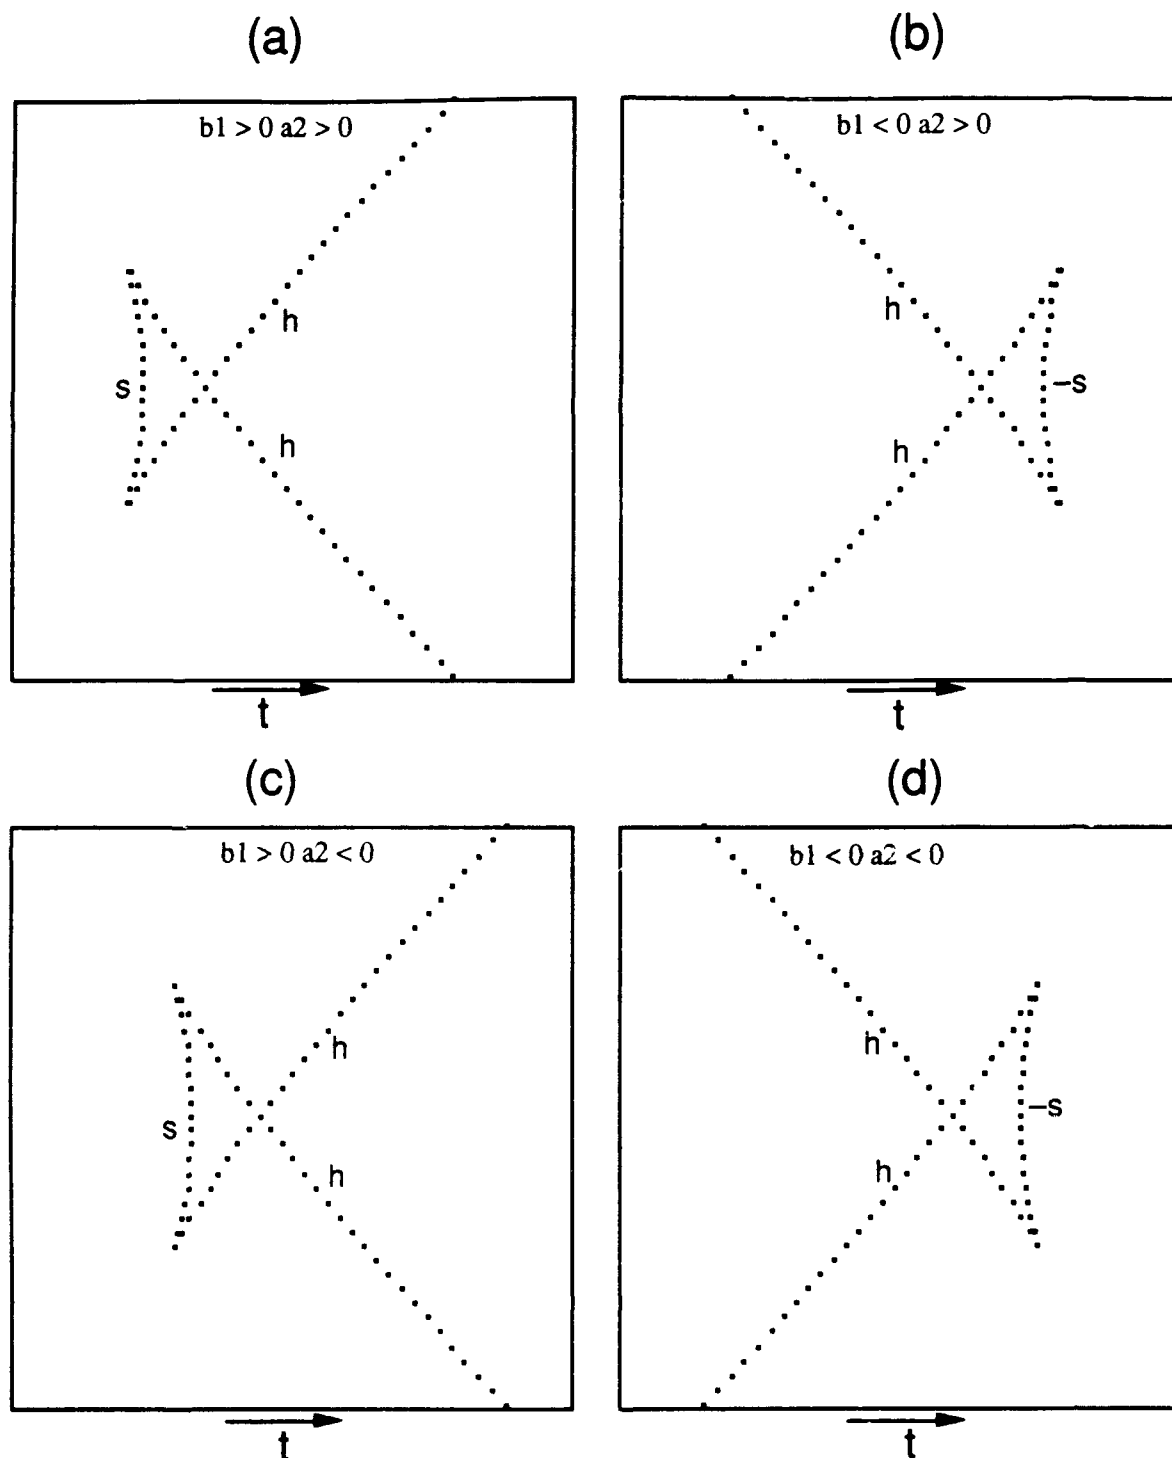 (a)
b1 > 0 a2 > 0
h
s
h
t
(b)
b1 < 0 a2 > 0
h
–s
h
t
(c)
b1 > 0 a2 < 0
h
s
h
t
(d)
b1 < 0 a2 < 0
h
–s
h
t